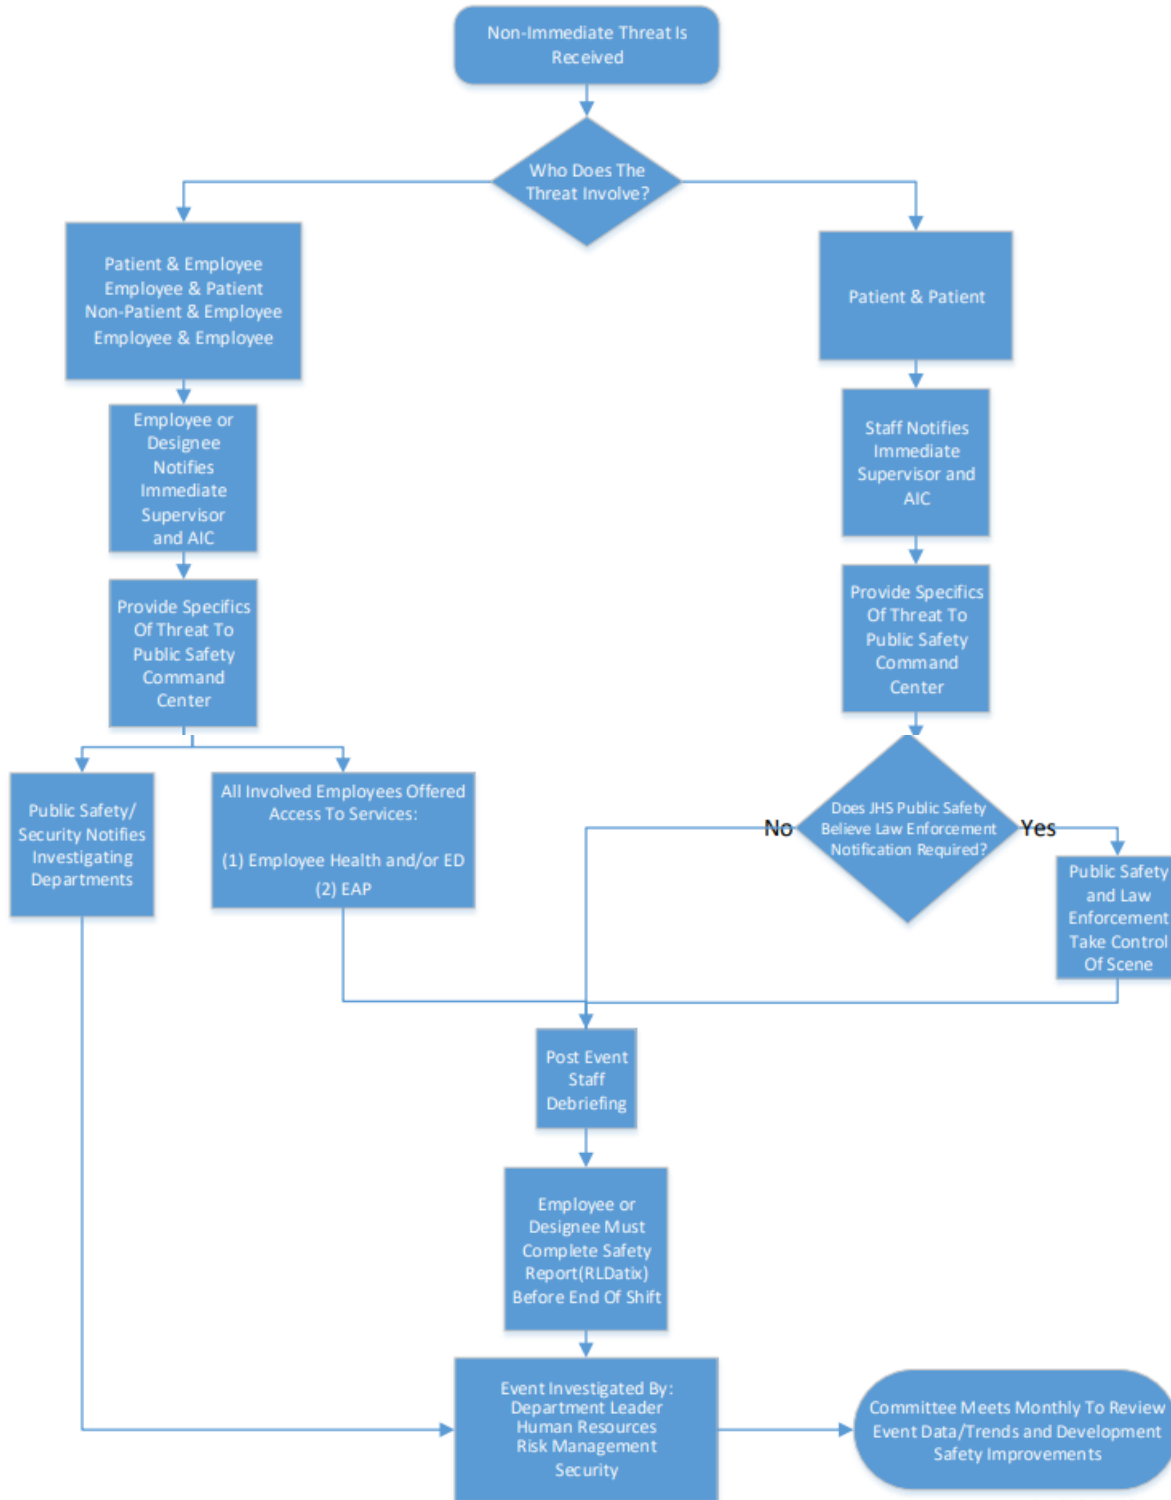 Non-Immediate Threat Is
Received
Who Does The
Threat Involve?
Patient & Employee
Employee & Patient
Non-Patient & Employee
Employee & Employee
Patient & Patient
Employee or
Designee
Notifies
Immediate
Supervisor
and AIC
Staff Notifies
Immediate
Supervisor and
AIC
Provide Specifics
Of Threat To
Public Safety
Command
Center
Provide Specifics
Of Threat To
Public Safety
Command
Center
Public Safety/
Security Notifies
Investigating
Departments
All Involved Employees Offered
Access To Services:
(1) Employee Health and/or ED
(2) EAP
Does JHS Public Safety
Believe Law Enforcement
Notification Required?
No
Yes
Public Safety
and Law
Enforcement
Take Control
Of Scene
Post Event
Staff
Debriefing
Employee or
Designee Must
Complete Safety
Report(RLDatix)
Before End Of Shift
Event Investigated By:
Department Leader
Human Resources
Risk Management
Security
Committee Meets Monthly To Review
Event Data/Trends and Development
Safety Improvements